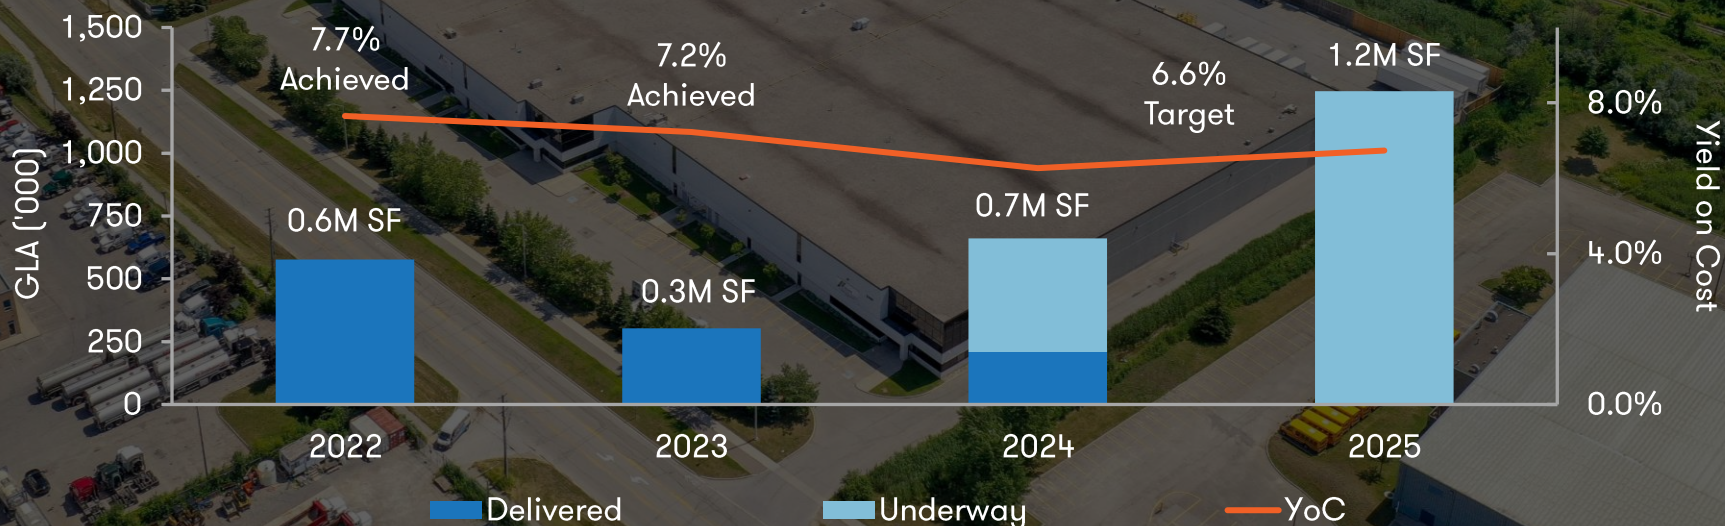 1,500
1,250
1,000
750
500
250
0
GLA ('000)
7.7%
Achieved
7.2%
Achieved
6.6%
Target
1.2M SF
0.6M SF
0.3M SF
0.7M SF
8.0%
4.0%
0.0%
Yield on Cost
2022 2023 2024 2025
Delivered Underway YoC